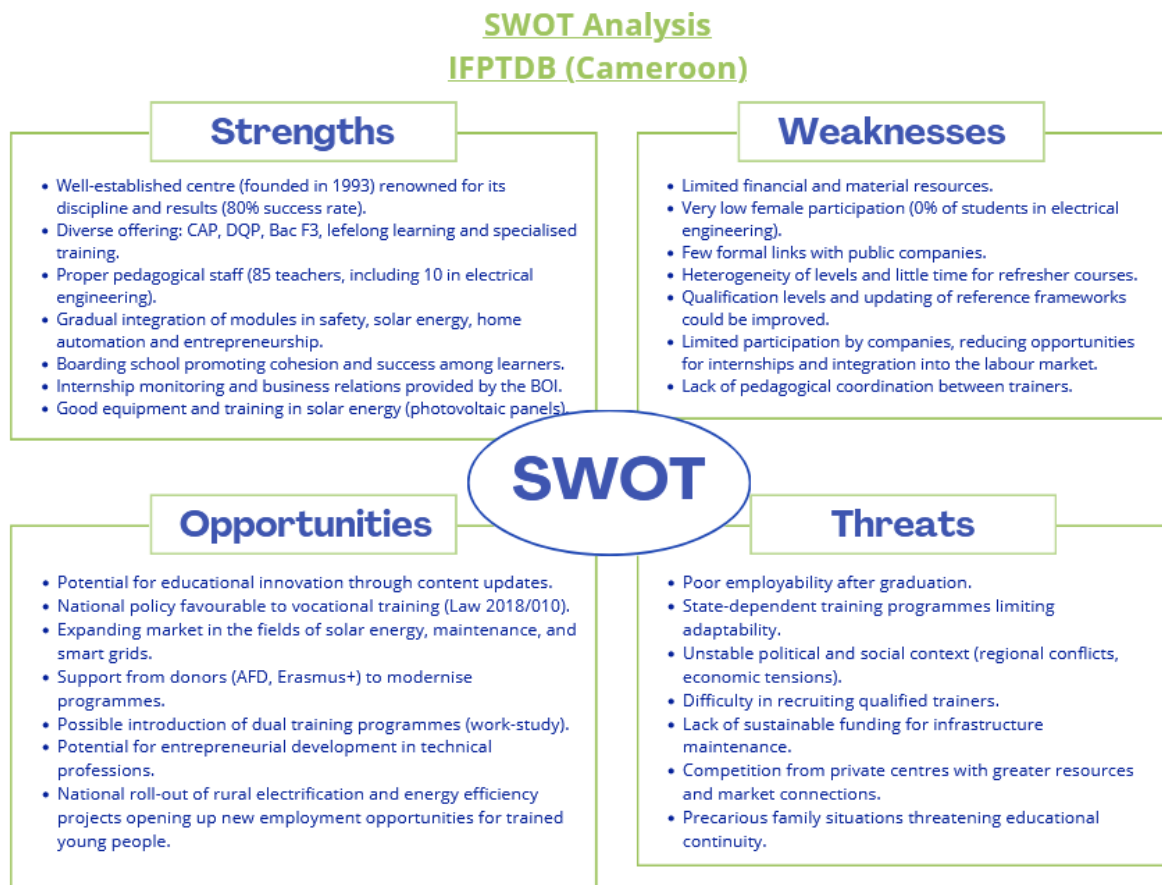 SWOT Analysis
IFPTDB (Cameroon)
Strengths
• Well-established centre (founded in 1993) renowned for its
discipline and results (80% success rate).
• Diverse offering: CAP, DQP, Bac F3, lefelong learning and specialised
training.
• Proper pedagogical staff (85 teachers, including 10 in electrical
engineering).
• Gradual integration of modules in safety, solar energy, home
automation and entrepreneurship.
• Boarding school promoting cohesion and success among learners.
• Internship monitoring and business relations provided by the BOI.
• Good equipment and training in solar energy (photovoltaic panels).
Weaknesses
• Limited financial and material resources.
• Very low female participation (0% of students in electrical
engineering).
• Few formal links with public companies.
• Heterogeneity of levels and little time for refresher courses.
• Qualification levels and updating of reference frameworks
could be improved.
• Limited participation by companies, reducing opportunities
for internships and integration into the labour market.
• Lack of pedagogical coordination between trainers.
SWOT
Opportunities
• Potential for educational innovation through content updates.
• National policy favourable to vocational training (Law 2018/010).
• Expanding market in the fields of solar energy, maintenance, and
smart grids.
• Support from donors (AFD, Erasmus+) to modernise
programmes.
• Possible introduction of dual training programmes (work-study).
• Potential for entrepreneurial development in technical
professions.
• National roll-out of rural electrification and energy efficiency
projects opening up new employment opportunities for trained
young people.
Threats
• Poor employability after graduation.
• State-dependent training programmes limiting
adaptability.
• Unstable political and social context (regional conflicts,
economic tensions).
• Difficulty in recruiting qualified trainers.
• Lack of sustainable funding for infrastructure
maintenance.
• Competition from private centres with greater resources
and market connections.
• Precarious family situations threatening educational
continuity.